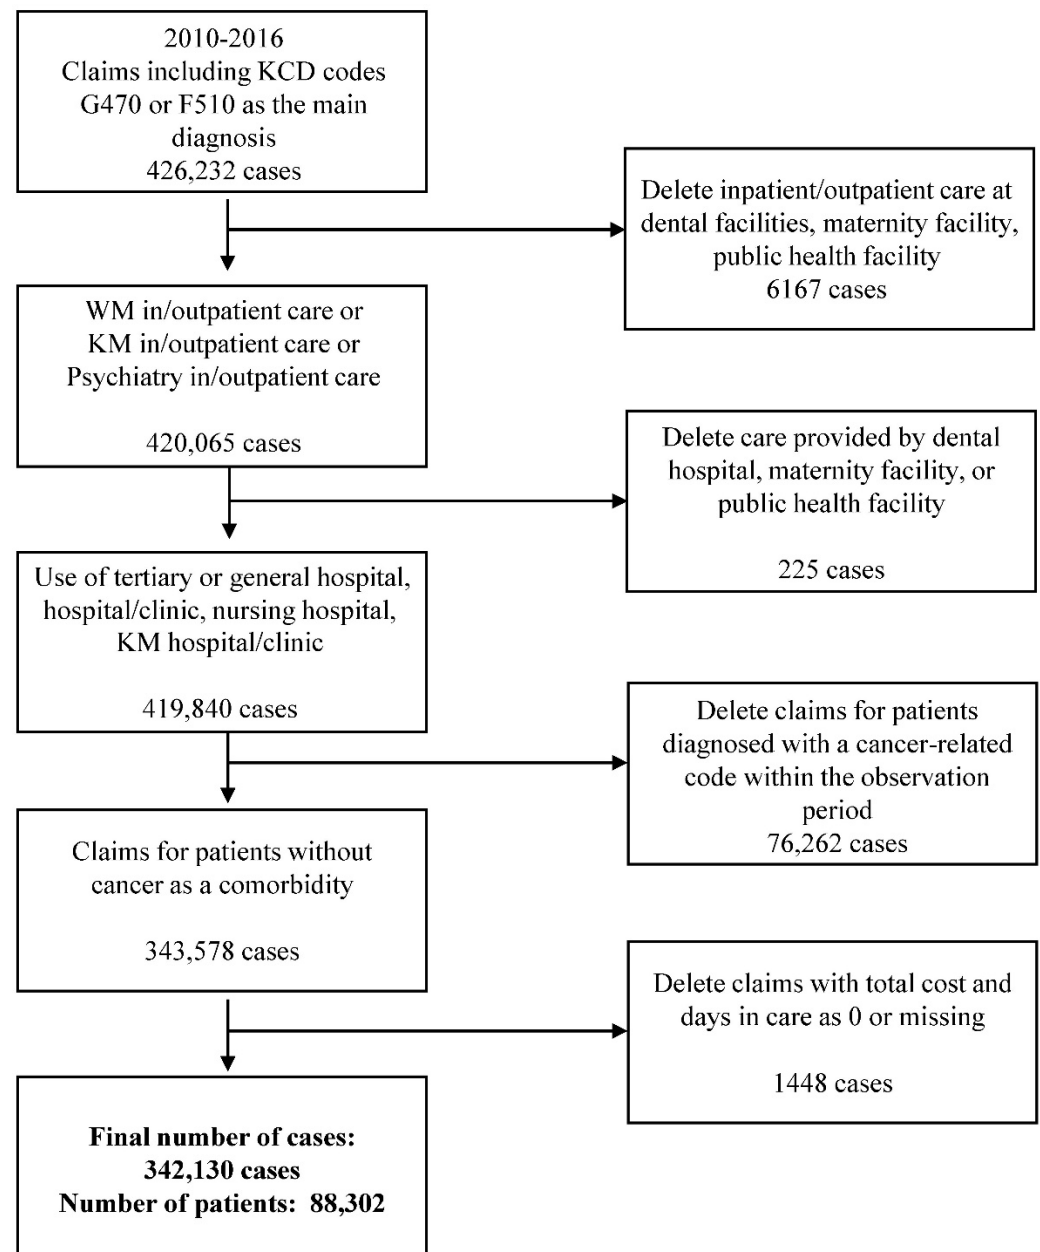 2010-2016
Claims including KCD codes
G470 or F510 as the main
diagnosis
426,232 cases
Delete inpatient/outpatient care at
dental facilities, maternity facility,
public health facility
6167 cases
WM in/outpatient care or
KM in/outpatient care or
Psychiatry in/outpatient care
420,065 cases
Delete care provided by dental
hospital, maternity facility, or
public health facility
225 cases
Use of tertiary or general hospital,
hospital/clinic, nursing hospital,
KM hospital/clinic
419,840 cases
Delete claims for patients
diagnosed with a cancer-related
code within the observation
period
76,262 cases
Claims for patients without
cancer as a comorbidity
343,578 cases
Delete claims with total cost and
days in care as 0 or missing
1448 cases
Final number of cases:
342,130 cases
Number of patients: 88,302